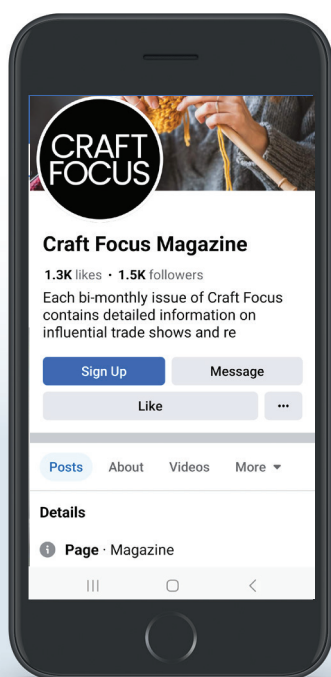 CRAFT
FOCUS
Craft Focus Magazine
1.3K likes • 1.5K followers
Each bi-monthly issue of Craft Focus
contains detailed information on
influential trade shows and re
Sign Up
Message
Like
•••
Posts About Videos More
Details
Page · Magazine